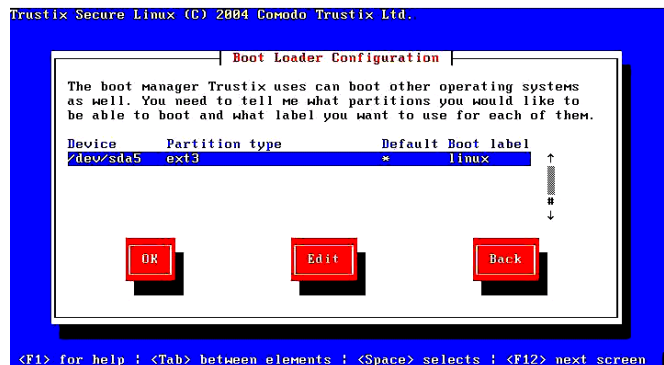 Trustix Secure Linux (C) 2004 Comodo Trustix Ltd.
Boot Loader Configuration
The boot manager Trustix uses can boot other operating systems
as well. You need to tell me what partitions you would like to
be able to boot and what label you want to use for each of them.
Device Partition type Default Boot label
/dev/sda5 ext3 * linux ↑
#
↓
OK Edit Back
<F1> for help ¦ <Tab> between elements ¦ <Space> selects ¦ <F12> next screen